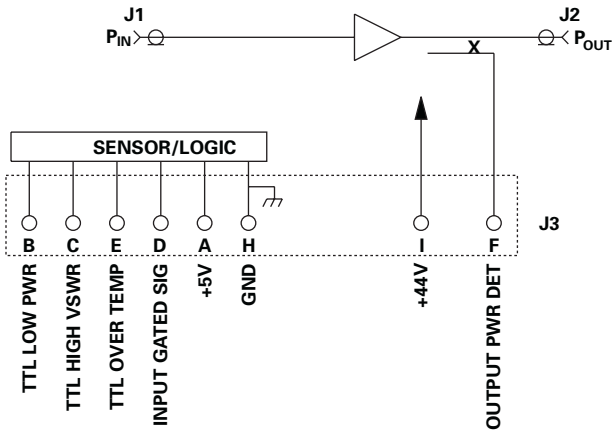 J1
J2
PIN
X
POUT
SENSOR/LOGIC
J3
B
C
E
D
A
H
I
F
TTL LOW PWR
TTL HIGH VSWR
TTL OVER TEMP
INPUT GATED SIG
+5V
GND
+44V
OUTPUT PWR DET